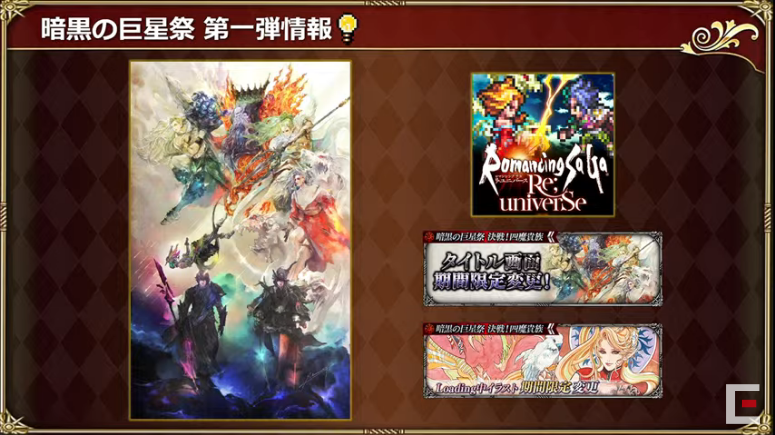 暗黒の巨星祭 第一弾情報
Romancing SaGa
Re;
univerSe
暗黒の巨星祭 決戦!四魔貴族
タイトル画面
期間限定変更!
暗黒の巨星祭 決戦!四魔貴族
Loading中イラスト 期間限定変更